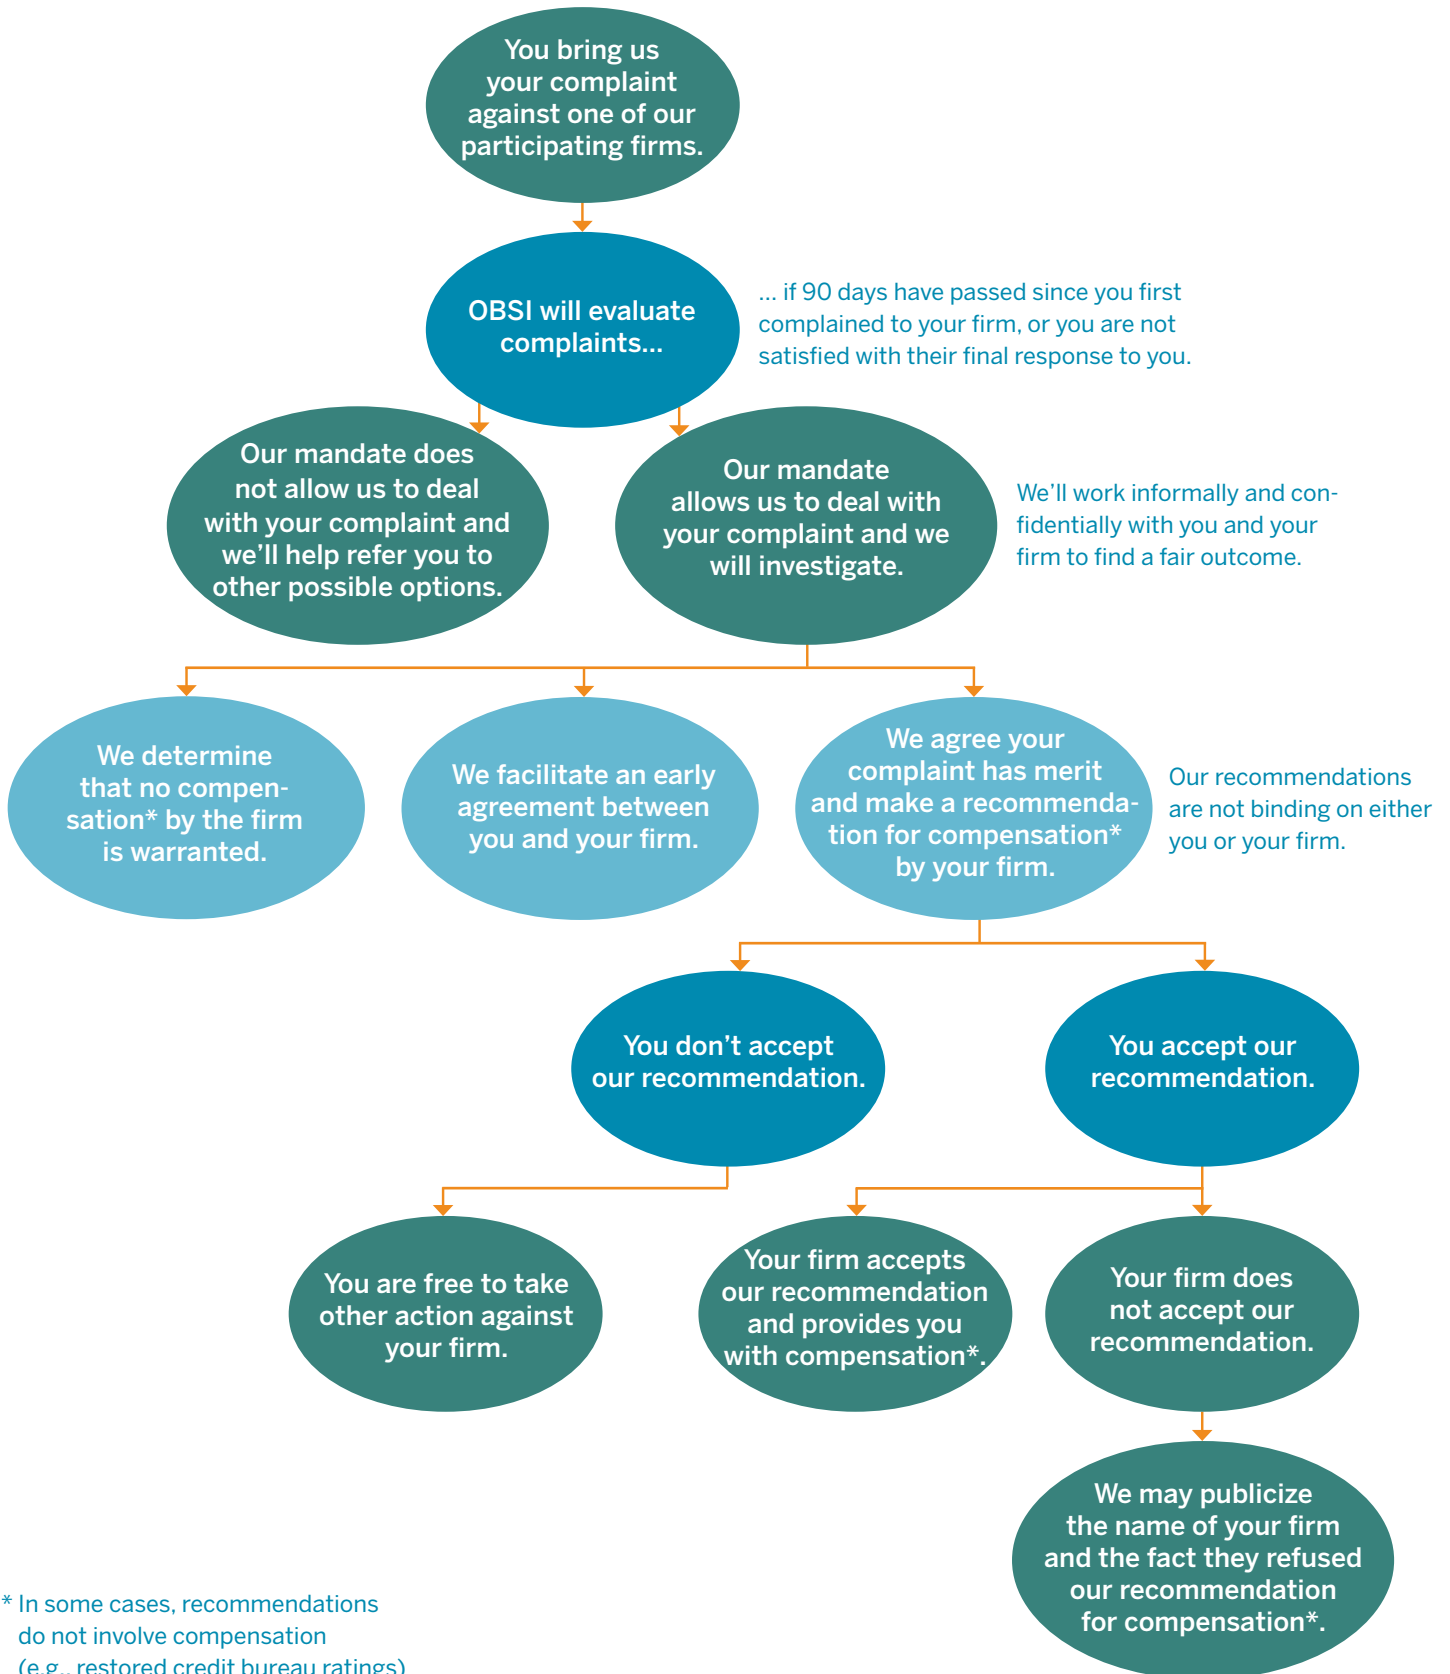 You bring us
your complaint
against one of our
participating firms.
OBSI will evaluate
complaints...
... if 90 days have passed since you first
complained to your firm, or you are not
satisfied with their final response to you.
Our mandate does
not allow us to deal
with your complaint and
we'll help refer you to
other possible options.
Our mandate
allows us to deal with
your complaint and we
will investigate.
We'll work informally and con-
fidentially with you and your
firm to find a fair outcome.
We determine
that no compen-
sation* by the firm
is warranted.
We facilitate an early
agreement between
you and your firm.
We agree your
complaint has merit
and make a recommenda-
tion for compensation*
by your firm.
Our recommendations
are not binding on either
you or your firm.
You don't accept
our recommendation.
You accept our
recommendation.
You are free to take
other action against
your firm.
Your firm accepts
our recommendation
and provides you
with compensation*.
Your firm does
not accept our
recommendation.
We may publicize
the name of your firm
and the fact they refused
our recommendation
for compensation*.
* In some cases, recommendations
do not involve compensation
(e.g., restored credit bureau ratings)